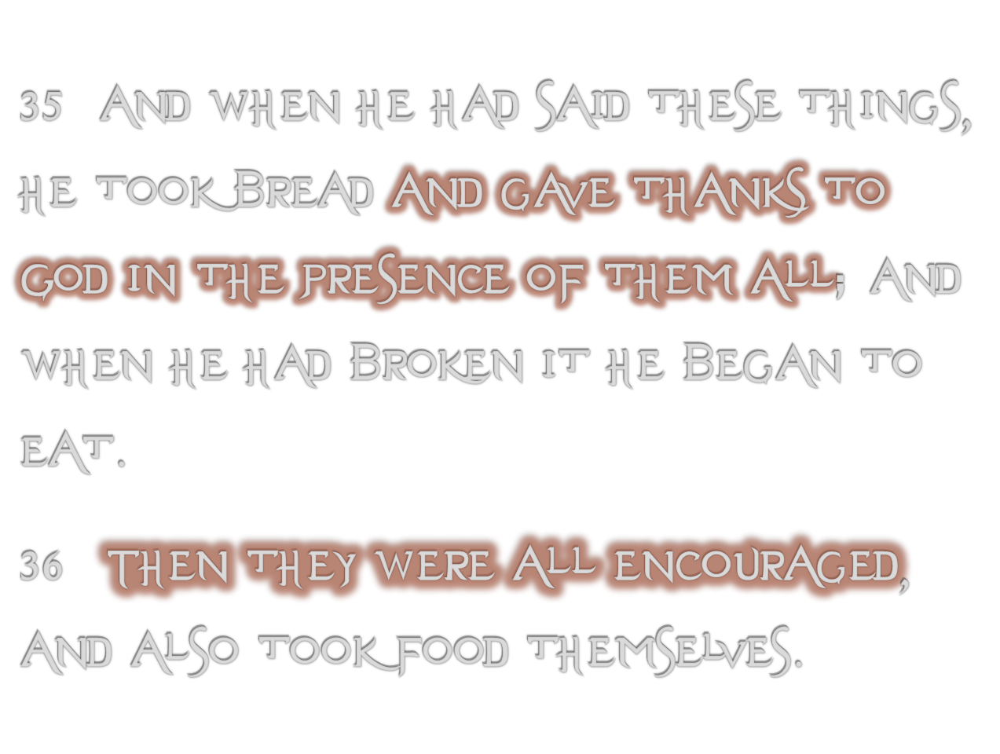 35 And when he had said these things,
he took bread and gave thanks to
God in the presence of them all; and
when he had broken it he began to
eat.
36 Then they were all encouraged,
and also took food themselves.